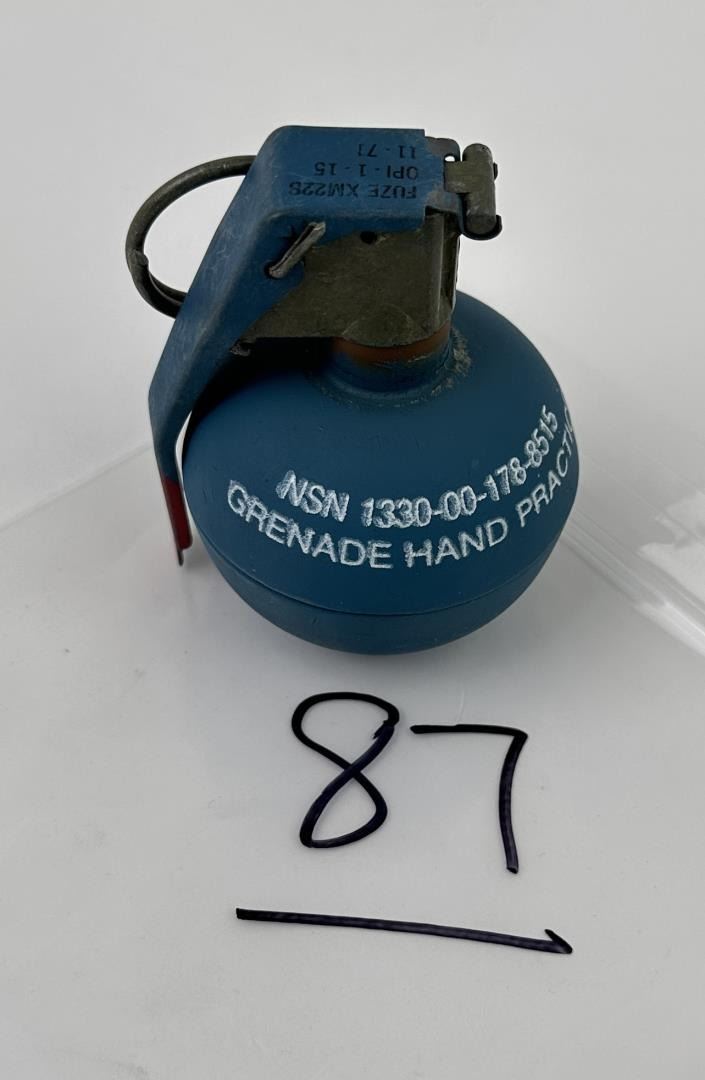 FUZE XM228
OPI - 1 - 15
11 - 71
NSN 1330-00-178-8515
GRENADE HAND PRACTIC
87